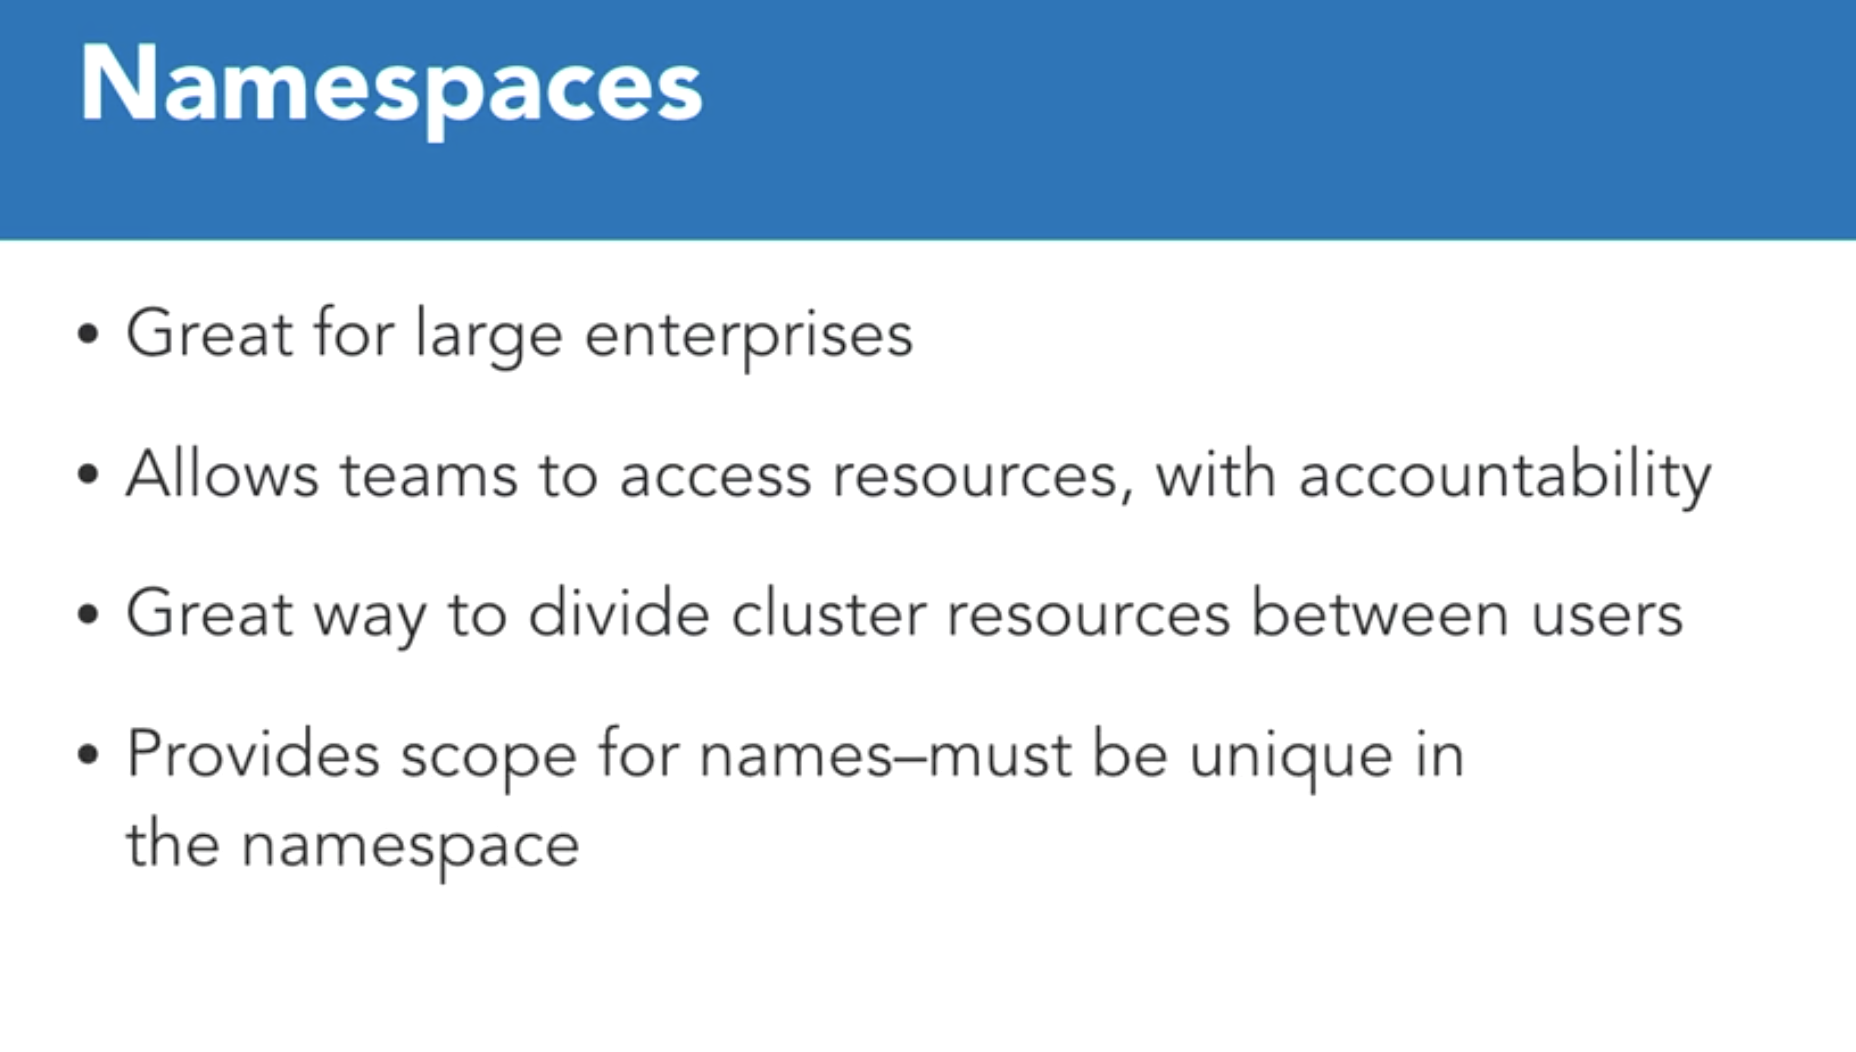 Namespaces
• Great for large enterprises
• Allows teams to access resources, with accountability
• Great way to divide cluster resources between users
• Provides scope for names–must be unique in
the namespace